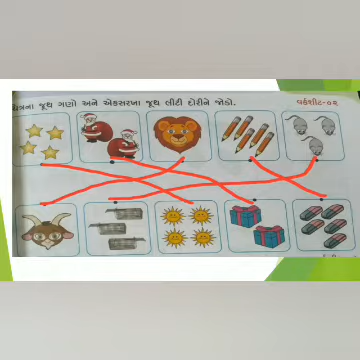 ચિત્રના જૂથ ગણો અને એકસરખા જૂથ લીટી દોરીને જોડો. વર્કશીટ-૦૨